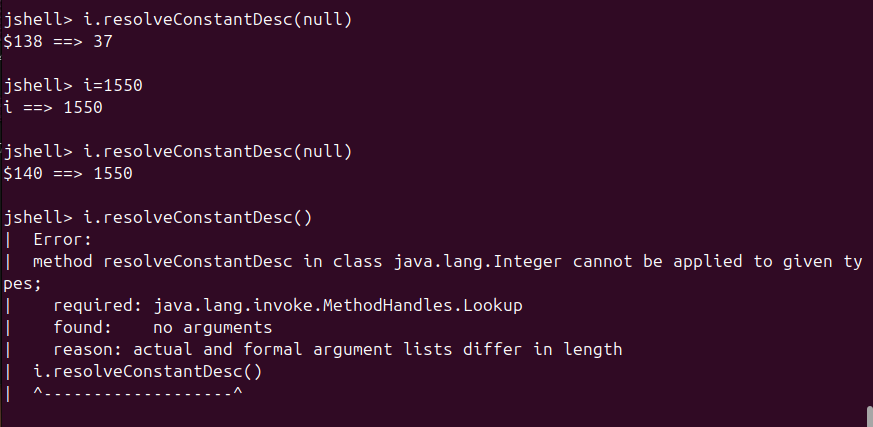 jshell> i.resolveConstantDesc(null)
$138 ==> 37
jshell> i=1550
i ==> 1550
jshell> i.resolveConstantDesc(null)
$140 ==> 1550
jshell> i.resolveConstantDesc()
|  Error:
|  method resolveConstantDesc in class java.lang.Integer cannot be applied to given ty
pes;
|    required: java.lang.invoke.MethodHandles.Lookup
|    found:    no arguments
|    reason: actual and formal argument lists differ in length
|  i.resolveConstantDesc()
|  ^-------------------^